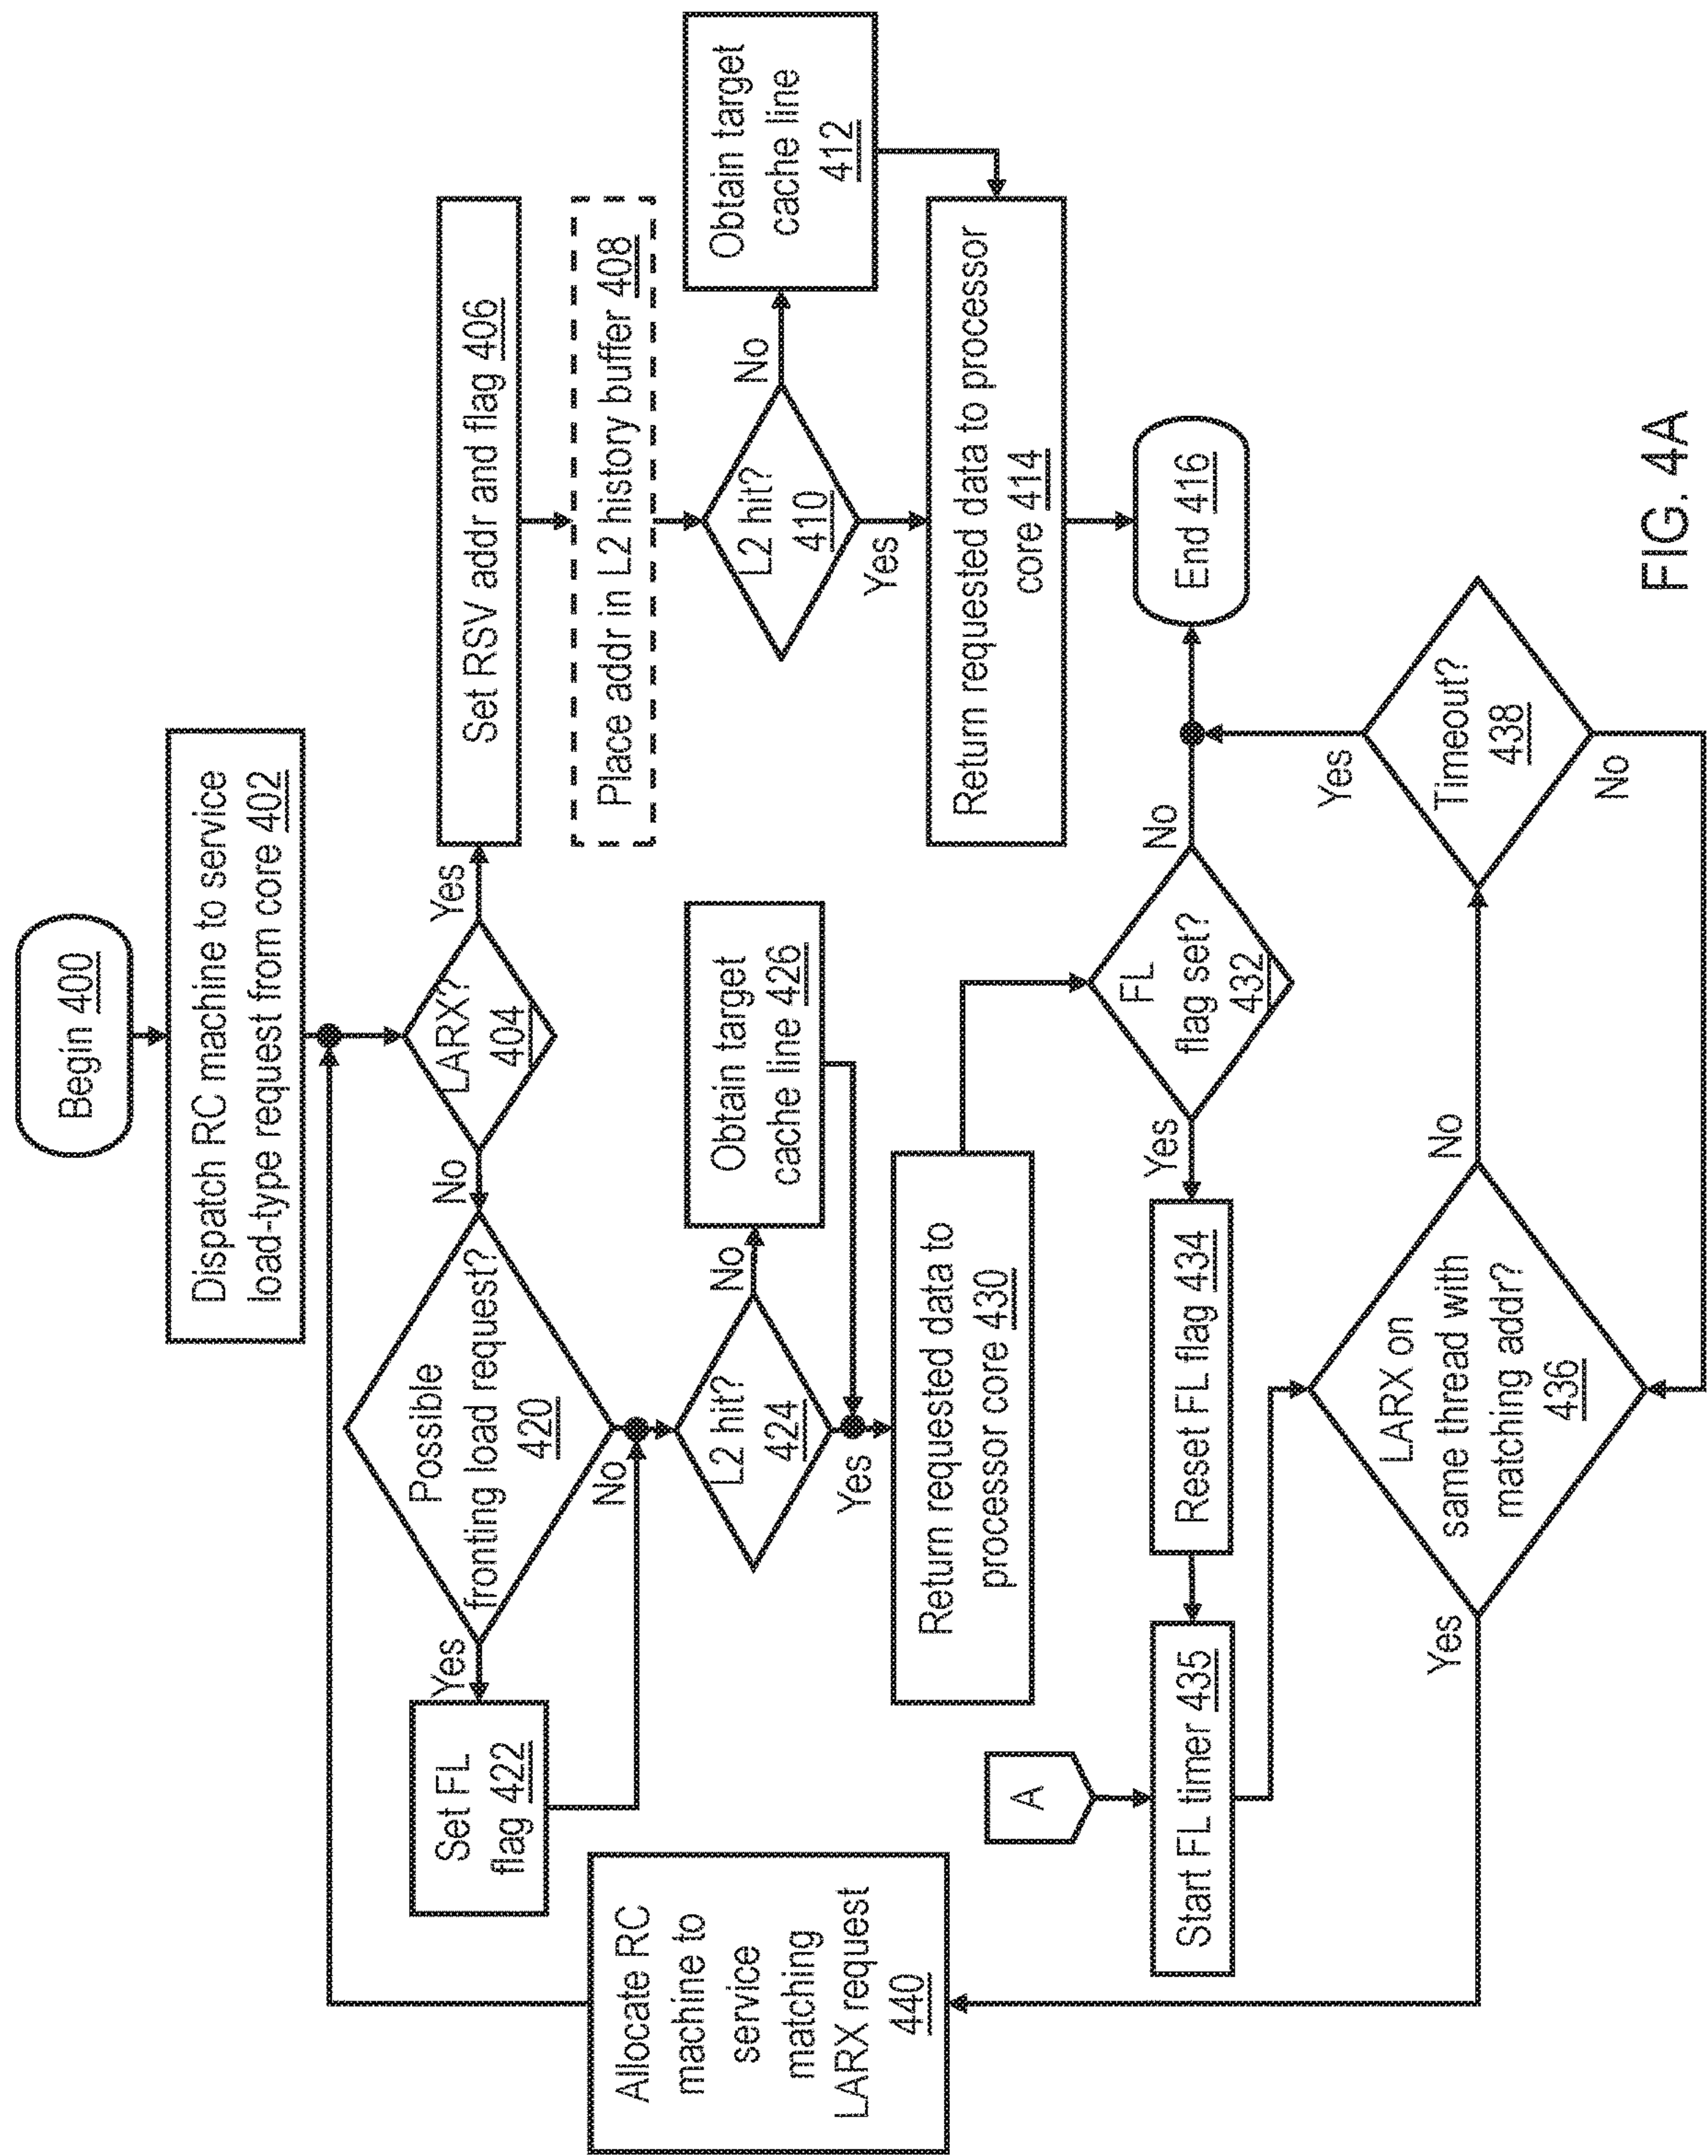 Begin 400
Dispatch RC machine to service
load-type request from core 402
LARX?
404
Yes
No
Set RSV addr and flag 406
Place addr in L2 history buffer 408
L2 hit?
410
No
Yes
Obtain target
cache line
412
Return requested data to processor
core 414
End 416
Possible
fronting load request?
420
Yes
No
Set FL
flag 422
L2 hit?
424
No
Yes
Obtain target
cache line 426
Return requested data to
processor core 430
FL
flag set?
432
No
Yes
Reset FL flag 434
A
Start FL timer 435
LARX on
same thread with
matching addr?
436
No
Yes
Timeout?
438
Yes
No
Allocate RC
machine to
service
matching
LARX request
440
FIG. 4A